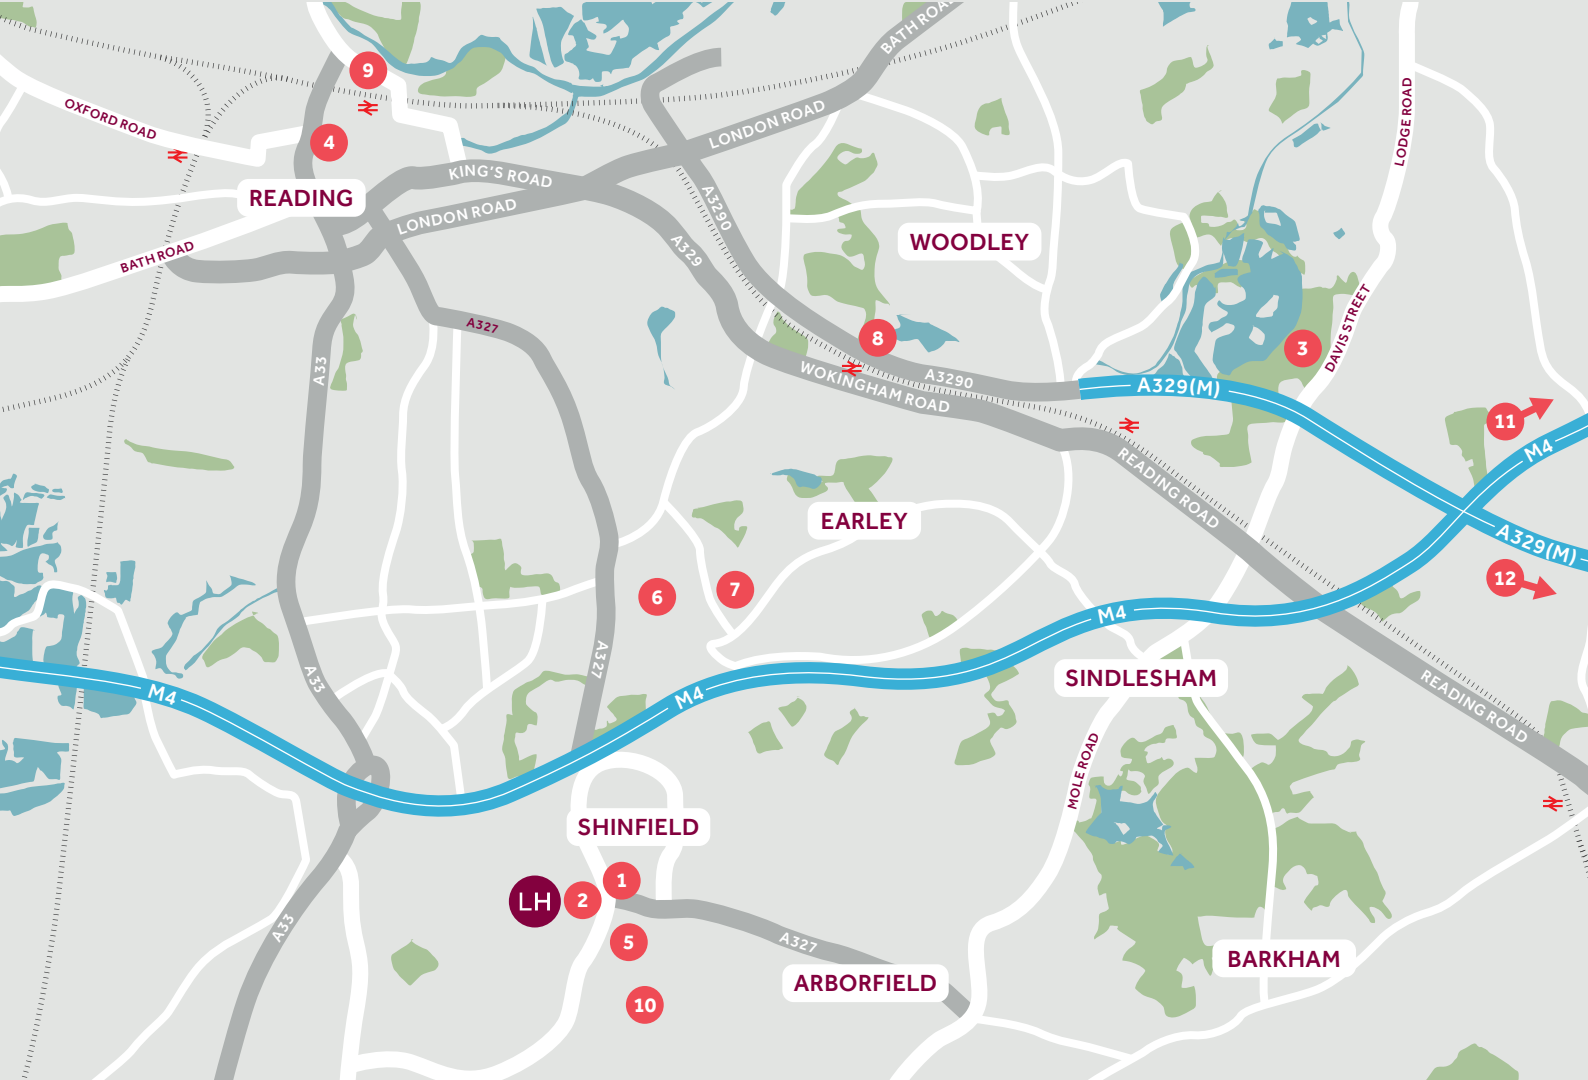 BATH ROAD
9
OXFORD ROAD
4
LONDON ROAD
LODGE ROAD
KING'S ROAD
READING
A3290
LONDON ROAD
WOODLEY
A329
BATH ROAD
A327
8
DAVIS STREET
3
A33
A3290
WOKINGHAM ROAD
A329(M)
11
M4
READING ROAD
EARLEY
A329(M)
12
6
7
M4
A327
A33
SINDLESHAM
M4
M4
READING ROAD
MOLE ROAD
SHINFIELD
1
LH
2
A33
5
A327
BARKHAM
ARBORFIELD
10